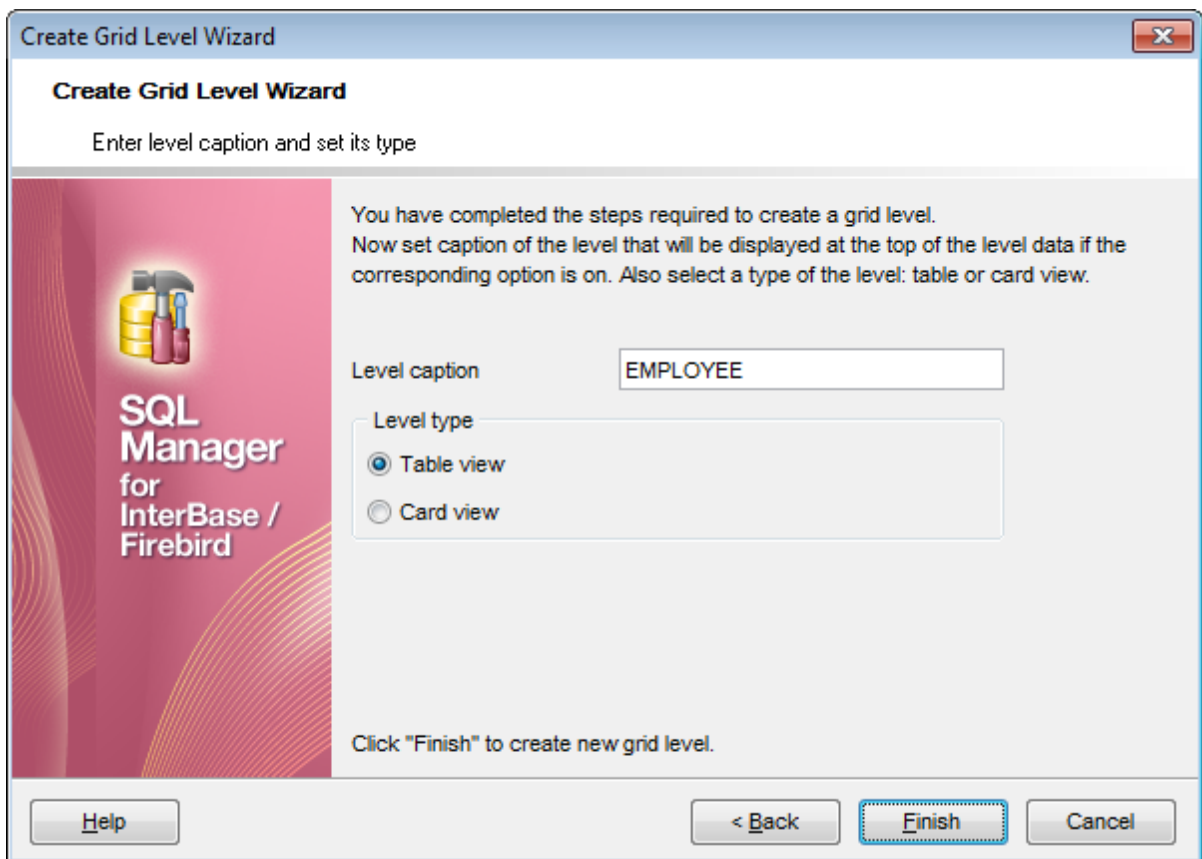 Create Grid Level Wizard
Create Grid Level Wizard
Enter level caption and set its type
You have completed the steps required to create a grid level.
Now set caption of the level that will be displayed at the top of the level data if the
corresponding option is on. Also select a type of the level: table or card view.
SQL
Manager
for
InterBase /
Firebird
Level caption
EMPLOYEE
Level type
Table view
Card view
Click "Finish" to create new grid level.
Help
< Back
Finish
Cancel